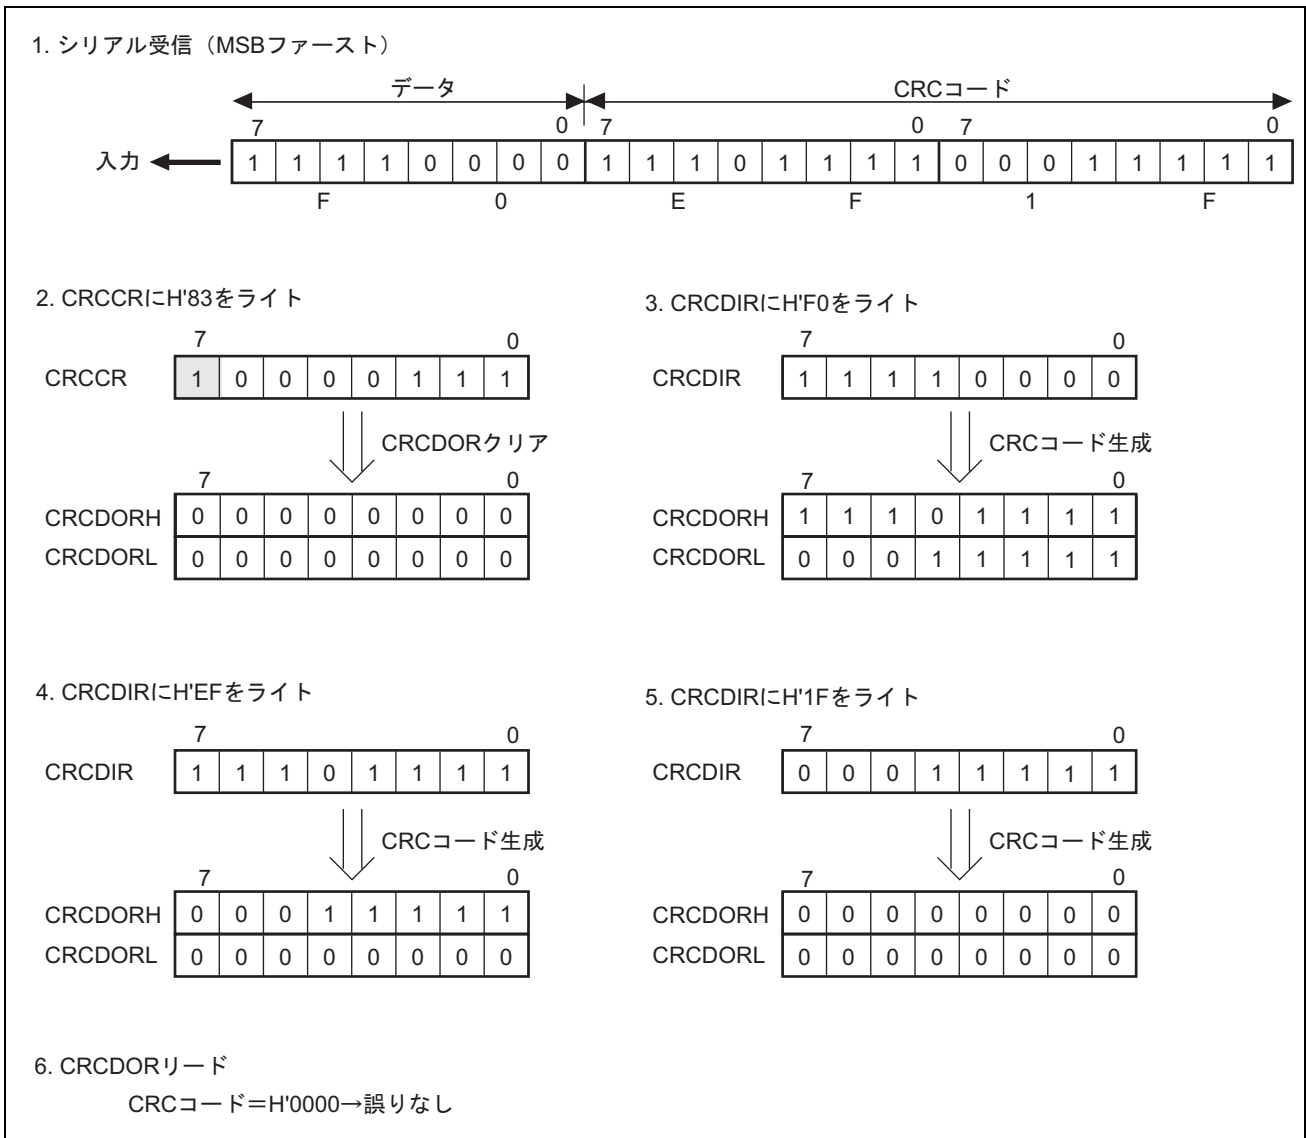 1. シリアル受信（MSBファースト）
データ CRCコード
7 0 7 0 7 0
入力 1 1 1 1 0 0 0 0 1 1 1 0 1 1 1 1 0 0 0 1 1 1 1 1
F 0 E F 1 F
2. CRCCRにH'83をライト
7 0
CRCCR 1 0 0 0 0 1 1 1
CRCDORクリア
7 0
CRCDORH 0 0 0 0 0 0 0 0
CRCDORL 0 0 0 0 0 0 0 0
3. CRCDIRにH'F0をライト
7 0
CRCDIR 1 1 1 1 0 0 0 0
CRCコード生成
7 0
CRCDORH 1 1 1 0 1 1 1 1
CRCDORL 0 0 0 1 1 1 1 1
4. CRCDIRにH'EFをライト
7 0
CRCDIR 1 1 1 0 1 1 1 1
CRCコード生成
7 0
CRCDORH 0 0 0 1 1 1 1 1
CRCDORL 0 0 0 0 0 0 0 0
5. CRCDIRにH'1Fをライト
7 0
CRCDIR 0 0 0 1 1 1 1 1
CRCコード生成
7 0
CRCDORH 0 0 0 0 0 0 0 0
CRCDORL 0 0 0 0 0 0 0 0
6. CRCDORリード
CRCコード＝H'0000→誤りなし